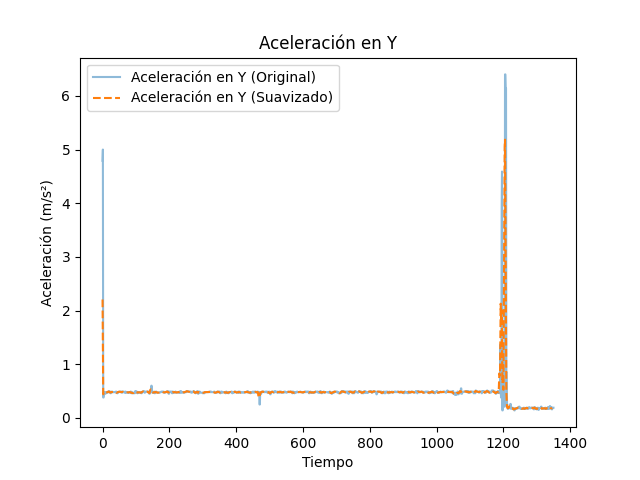 Aceleración en Y
Aceleración en Y (Original)
Aceleración en Y (Suavizado)
Aceleración (m/s²)
6
5
4
3
2
1
0
0 200 400 600 800 1000 1200 1400
Tiempo